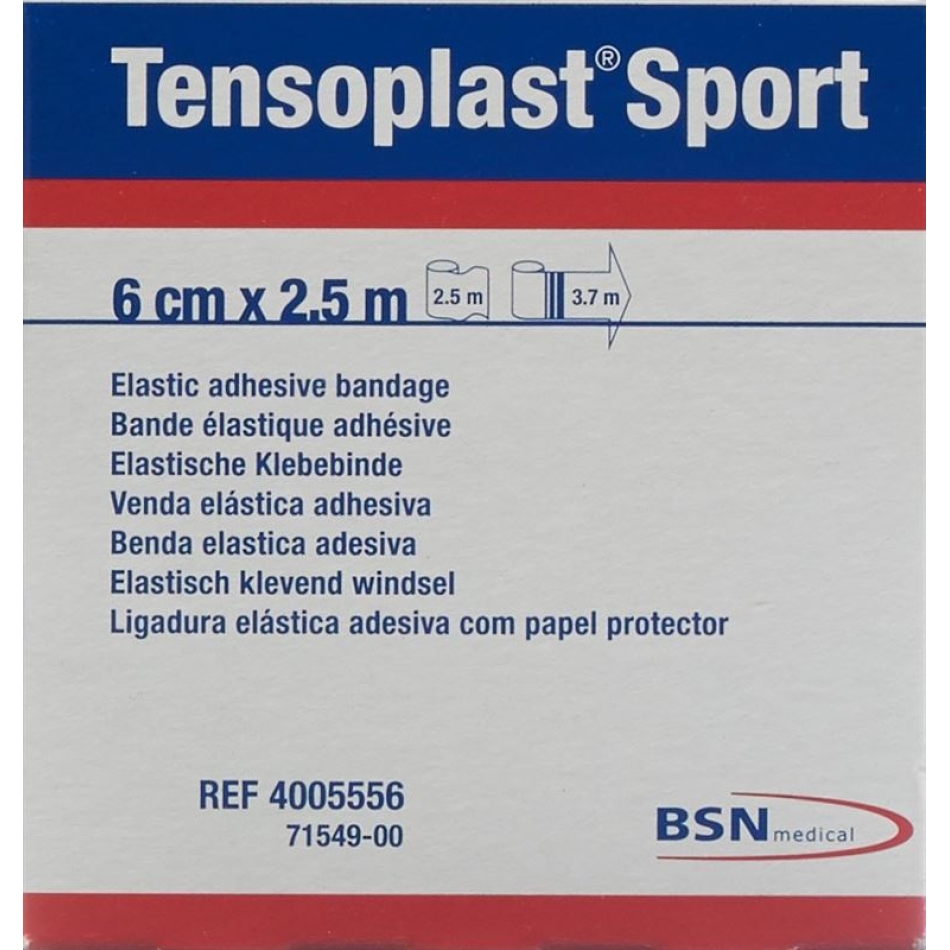 Tensoplast® Sport
6 cm x 2.5 m 2.5 m 3.7 m
Elastic adhesive bandage
Bande élastique adhésive
Elastische Klebebinde
Venda elástica adhesiva
Benda elastica adesiva
Elastisch klevend windsel
Ligadura elástica adesiva com papel protector
REF 4005556
71549-00
BSN medical